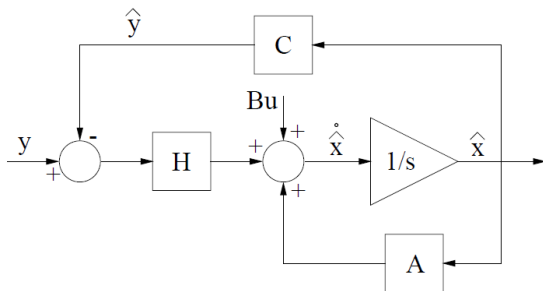 ŷ
C
Bu
y
-
+
H
+
+
+
x̂̊
1/s
x̂
A